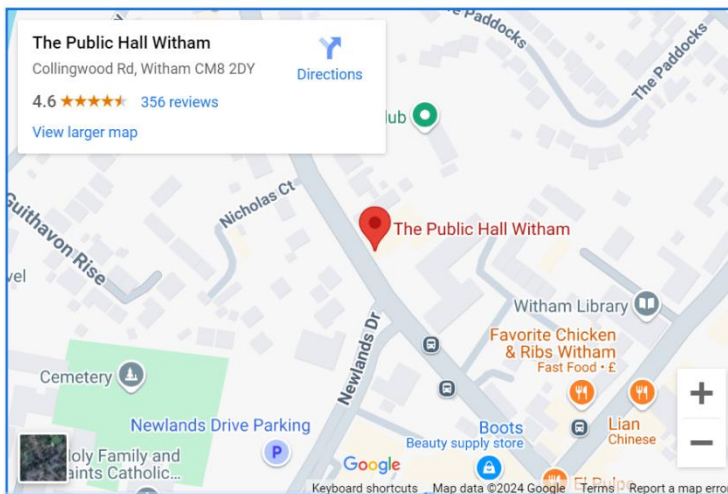 The Public Hall Witham
Collingwood Rd, Witham CM8 2DY
4.6
356 reviews
View larger map
Directions
The Paddocks
The Paddocks
lub
Nicholas Ct
Guithavon Rise
The Public Hall Witham
vel
Newlands Dr
Witham Library
Favorite Chicken
& Ribs Witham
Fast Food · £
Cemetery
Newlands Drive Parking
P
Boots
Beauty supply store
Lian
Chinese
oly Family and
aints Catholic...
Google
Keyboard shortcuts
Map data ©2024 Google
Terms
Report a map erro